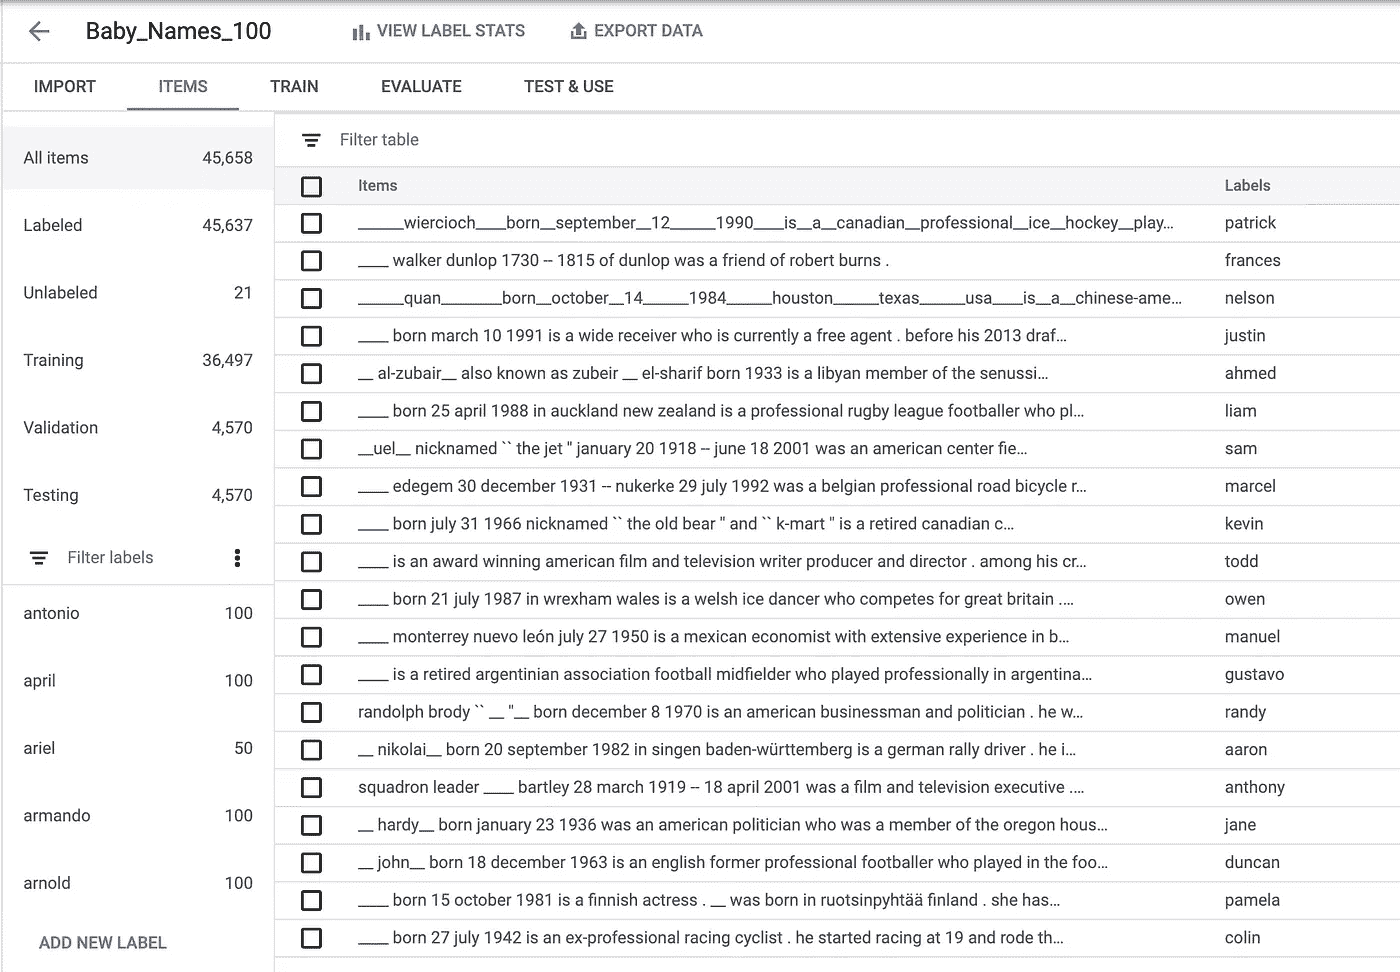 Baby_Names_100 VIEW LABEL STATS EXPORT DATA
IMPORT ITEMS TRAIN EVALUATE TEST & USE
All items 45,658
Labeled 45,637
Unlabeled 21
Training 36,497
Validation 4,570
Testing 4,570
Filter labels
antonio 100
april 100
ariel 50
armando 100
arnold 100
ADD NEW LABEL
Filter table
Items Labels
______wiercioch____born__september__12______1990____is__a__canadian__professional__ice__hockey__play... patrick
____ walker dunlop 1730 -- 1815 of dunlop was a friend of robert burns . frances
______quan________born__october__14______1984______houston______texas______usa____is__a__chinese-ame... nelson
____ born march 10 1991 is a wide receiver who is currently a free agent . before his 2013 draf... justin
__ al-zubair__ also known as zubeir __ el-sharif born 1933 is a libyan member of the senussi... ahmed
____ born 25 april 1988 in auckland new zealand is a professional rugby league footballer who pl... liam
__uel__ nicknamed `` the jet " january 20 1918 -- june 18 2001 was an american center fie... sam
____ edegem 30 december 1931 -- nukerke 29 july 1992 was a belgian professional road bicycle r... marcel
____ born july 31 1966 nicknamed `` the old bear " and `` k-mart " is a retired canadian c... kevin
____ is an award winning american film and television writer producer and director . among his cr... todd
____ born 21 july 1987 in wrexham wales is a welsh ice dancer who competes for great britain .... owen
____ monterrey nuevo león july 27 1950 is a mexican economist with extensive experience in b... manuel
____ is a retired argentinian association football midfielder who played professionally in argentina... gustavo
randolph brody `` __ "__ born december 8 1970 is an american businessman and politician . he w... randy
__ nikolai__ born 20 september 1982 in singen baden-württemberg is a german rally driver . he i... aaron
squadron leader ____ bartley 28 march 1919 -- 18 april 2001 was a film and television executive .... anthony
__ hardy__ born january 23 1936 was an american politician who was a member of the oregon hous... jane
__ john__ born 18 december 1963 is an english former professional footballer who played in the foo... duncan
____ born 15 october 1981 is a finnish actress . __ was born in ruotsinpyhtää finland . she has... pamela
____ born 27 july 1942 is an ex-professional racing cyclist . he started racing at 19 and rode th... colin